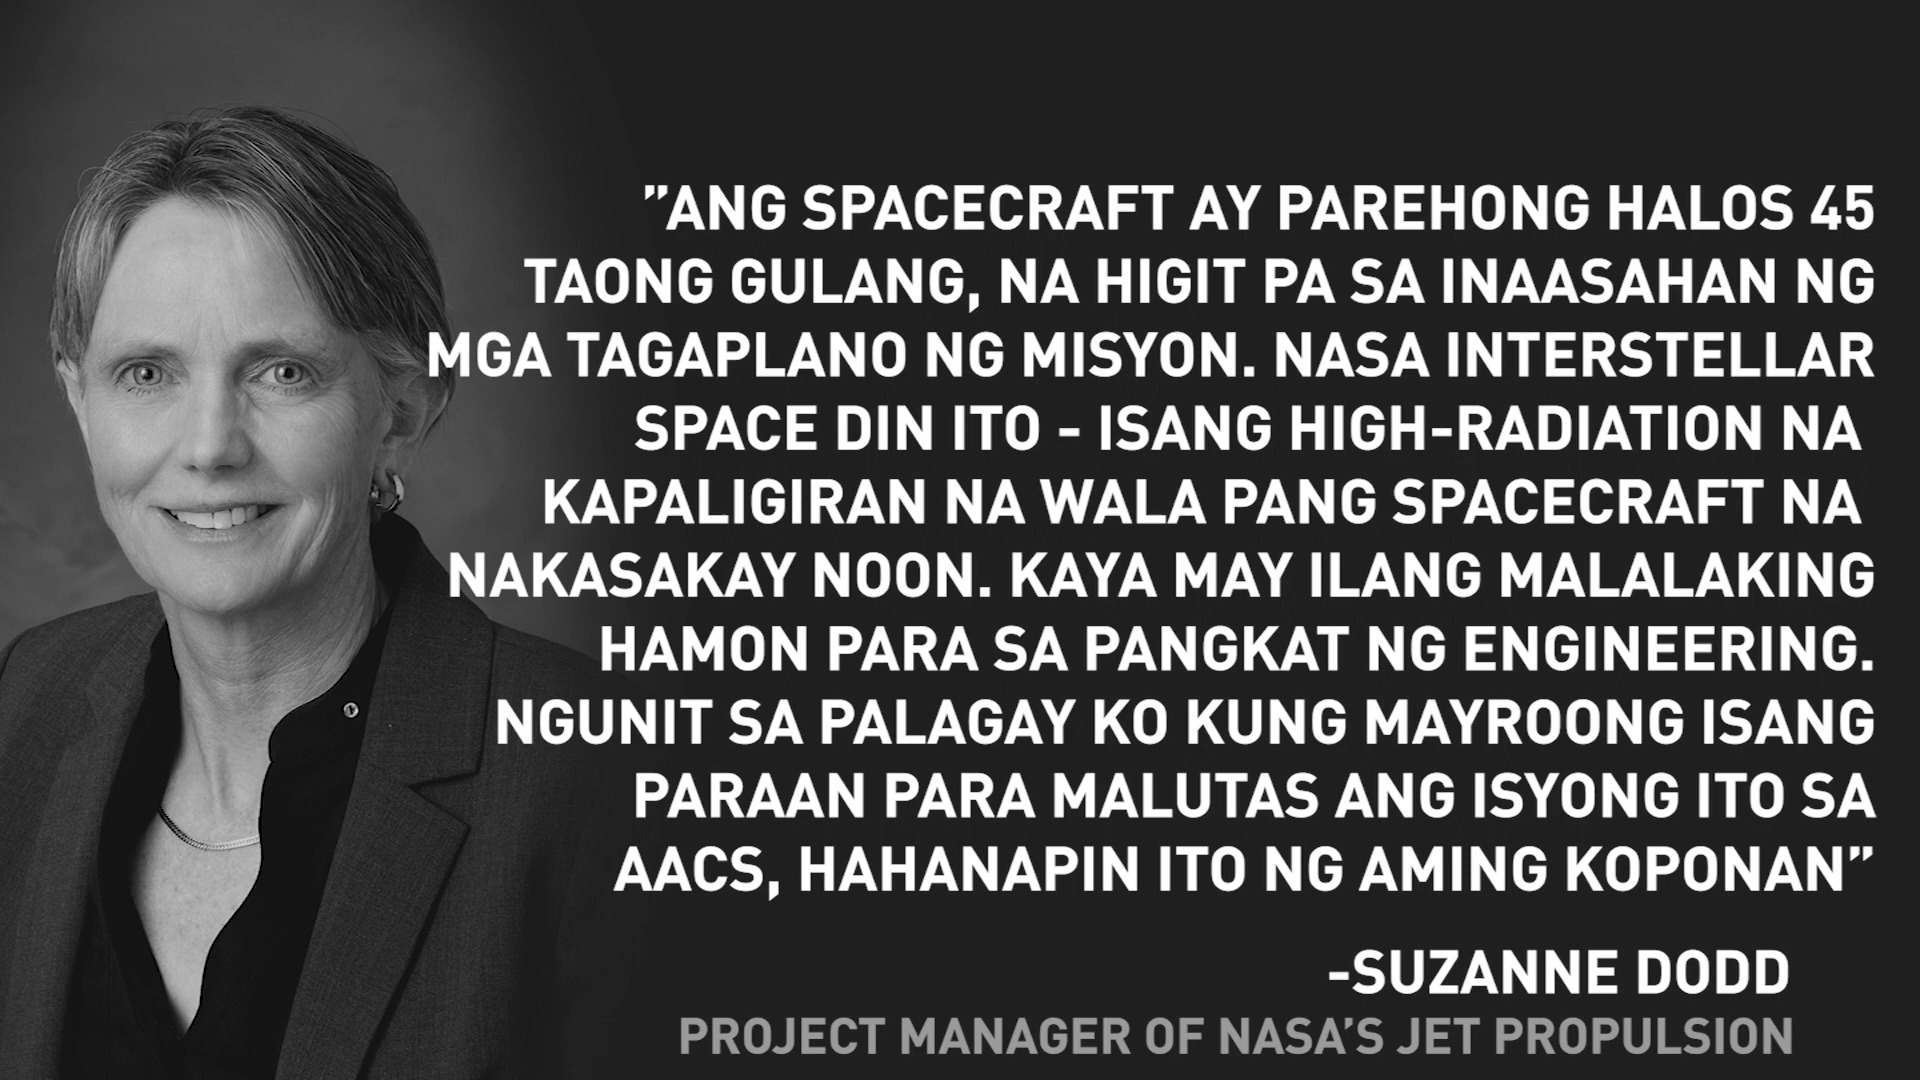 ”ANG SPACECRAFT AY PAREHONG HALOS 45
TAONG GULANG, NA HIGIT PA SA INAASAHAN NG
MGA TAGAPLANO NG MISYON. NASA INTERSTELLAR
SPACE DIN ITO - ISANG HIGH-RADIATION NA
KAPALIGIRAN NA WALA PANG SPACECRAFT NA
NAKASAKAY NOON. KAYA MAY ILANG MALALAKING
HAMON PARA SA PANGKAT NG ENGINEERING.
NGUNIT SA PALAGAY KO KUNG MAYROONG ISANG
PARAAN PARA MALUTAS ANG ISYONG ITO SA
AACS, HAHANAPIN ITO NG AMING KOPONAN”
-SUZANNE DODD
PROJECT MANAGER OF NASA’S JET PROPULSION